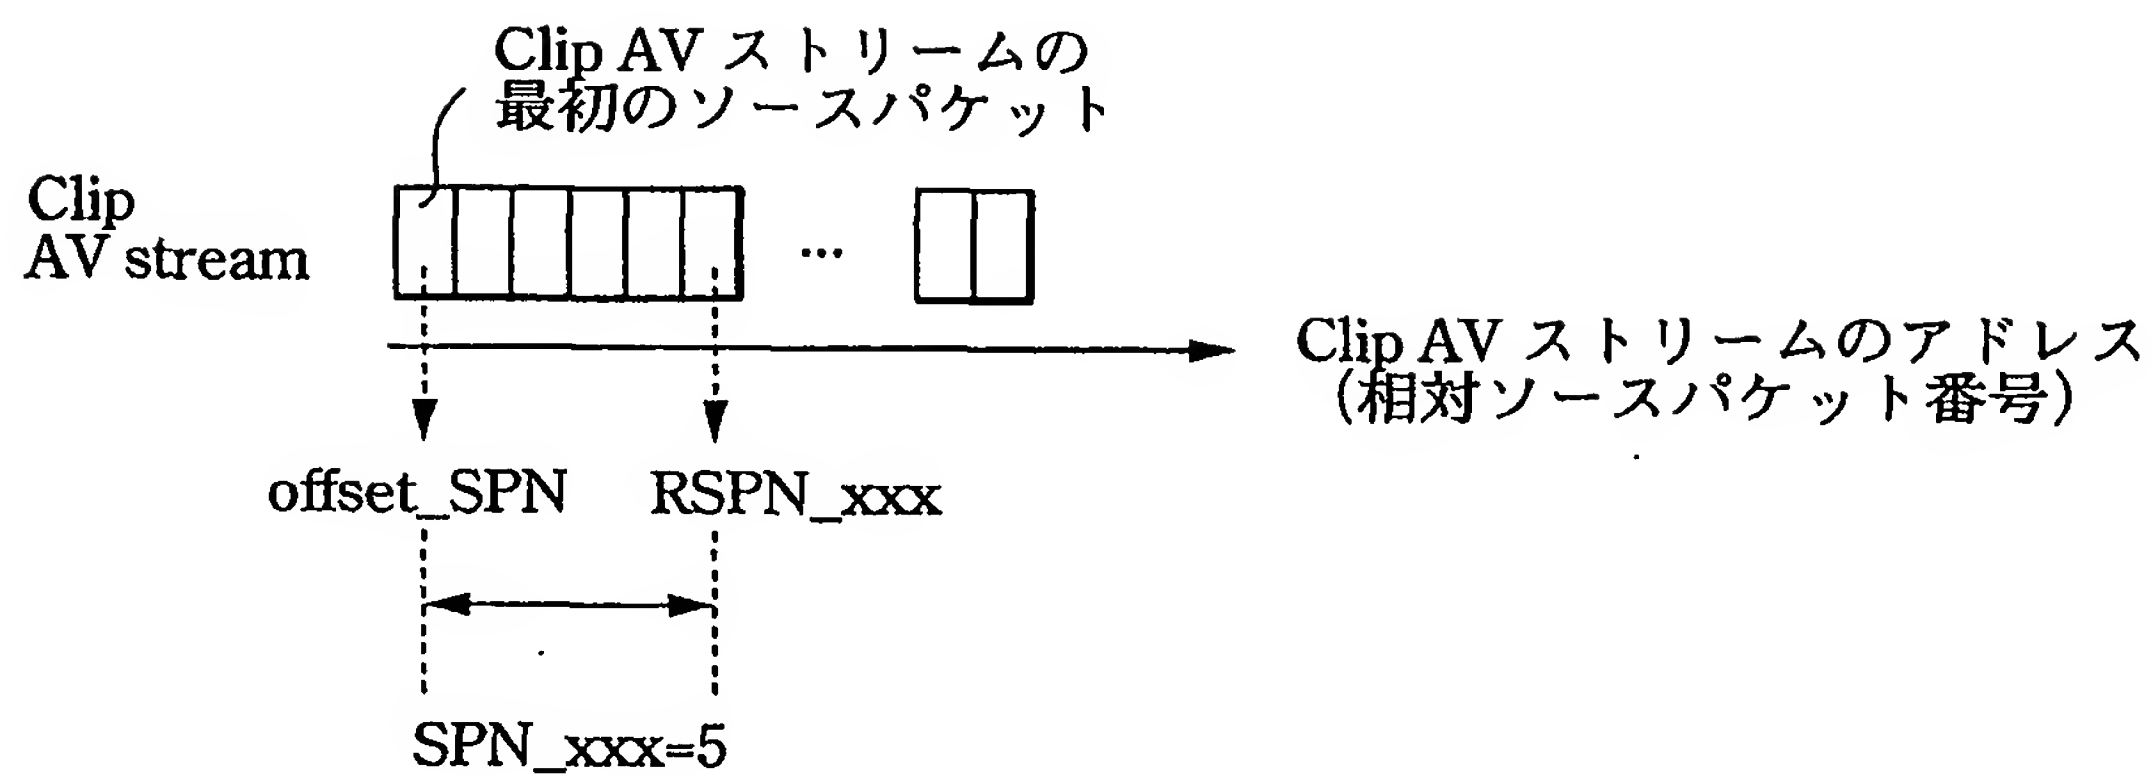 Clip AV ストリームの
最初のソースパケット
Clip
AV stream
...
Clip AV ストリームのアドレス
(相対ソースパケット番号)
offset_SPN
RSPN_xxx
SPN_xxx=5